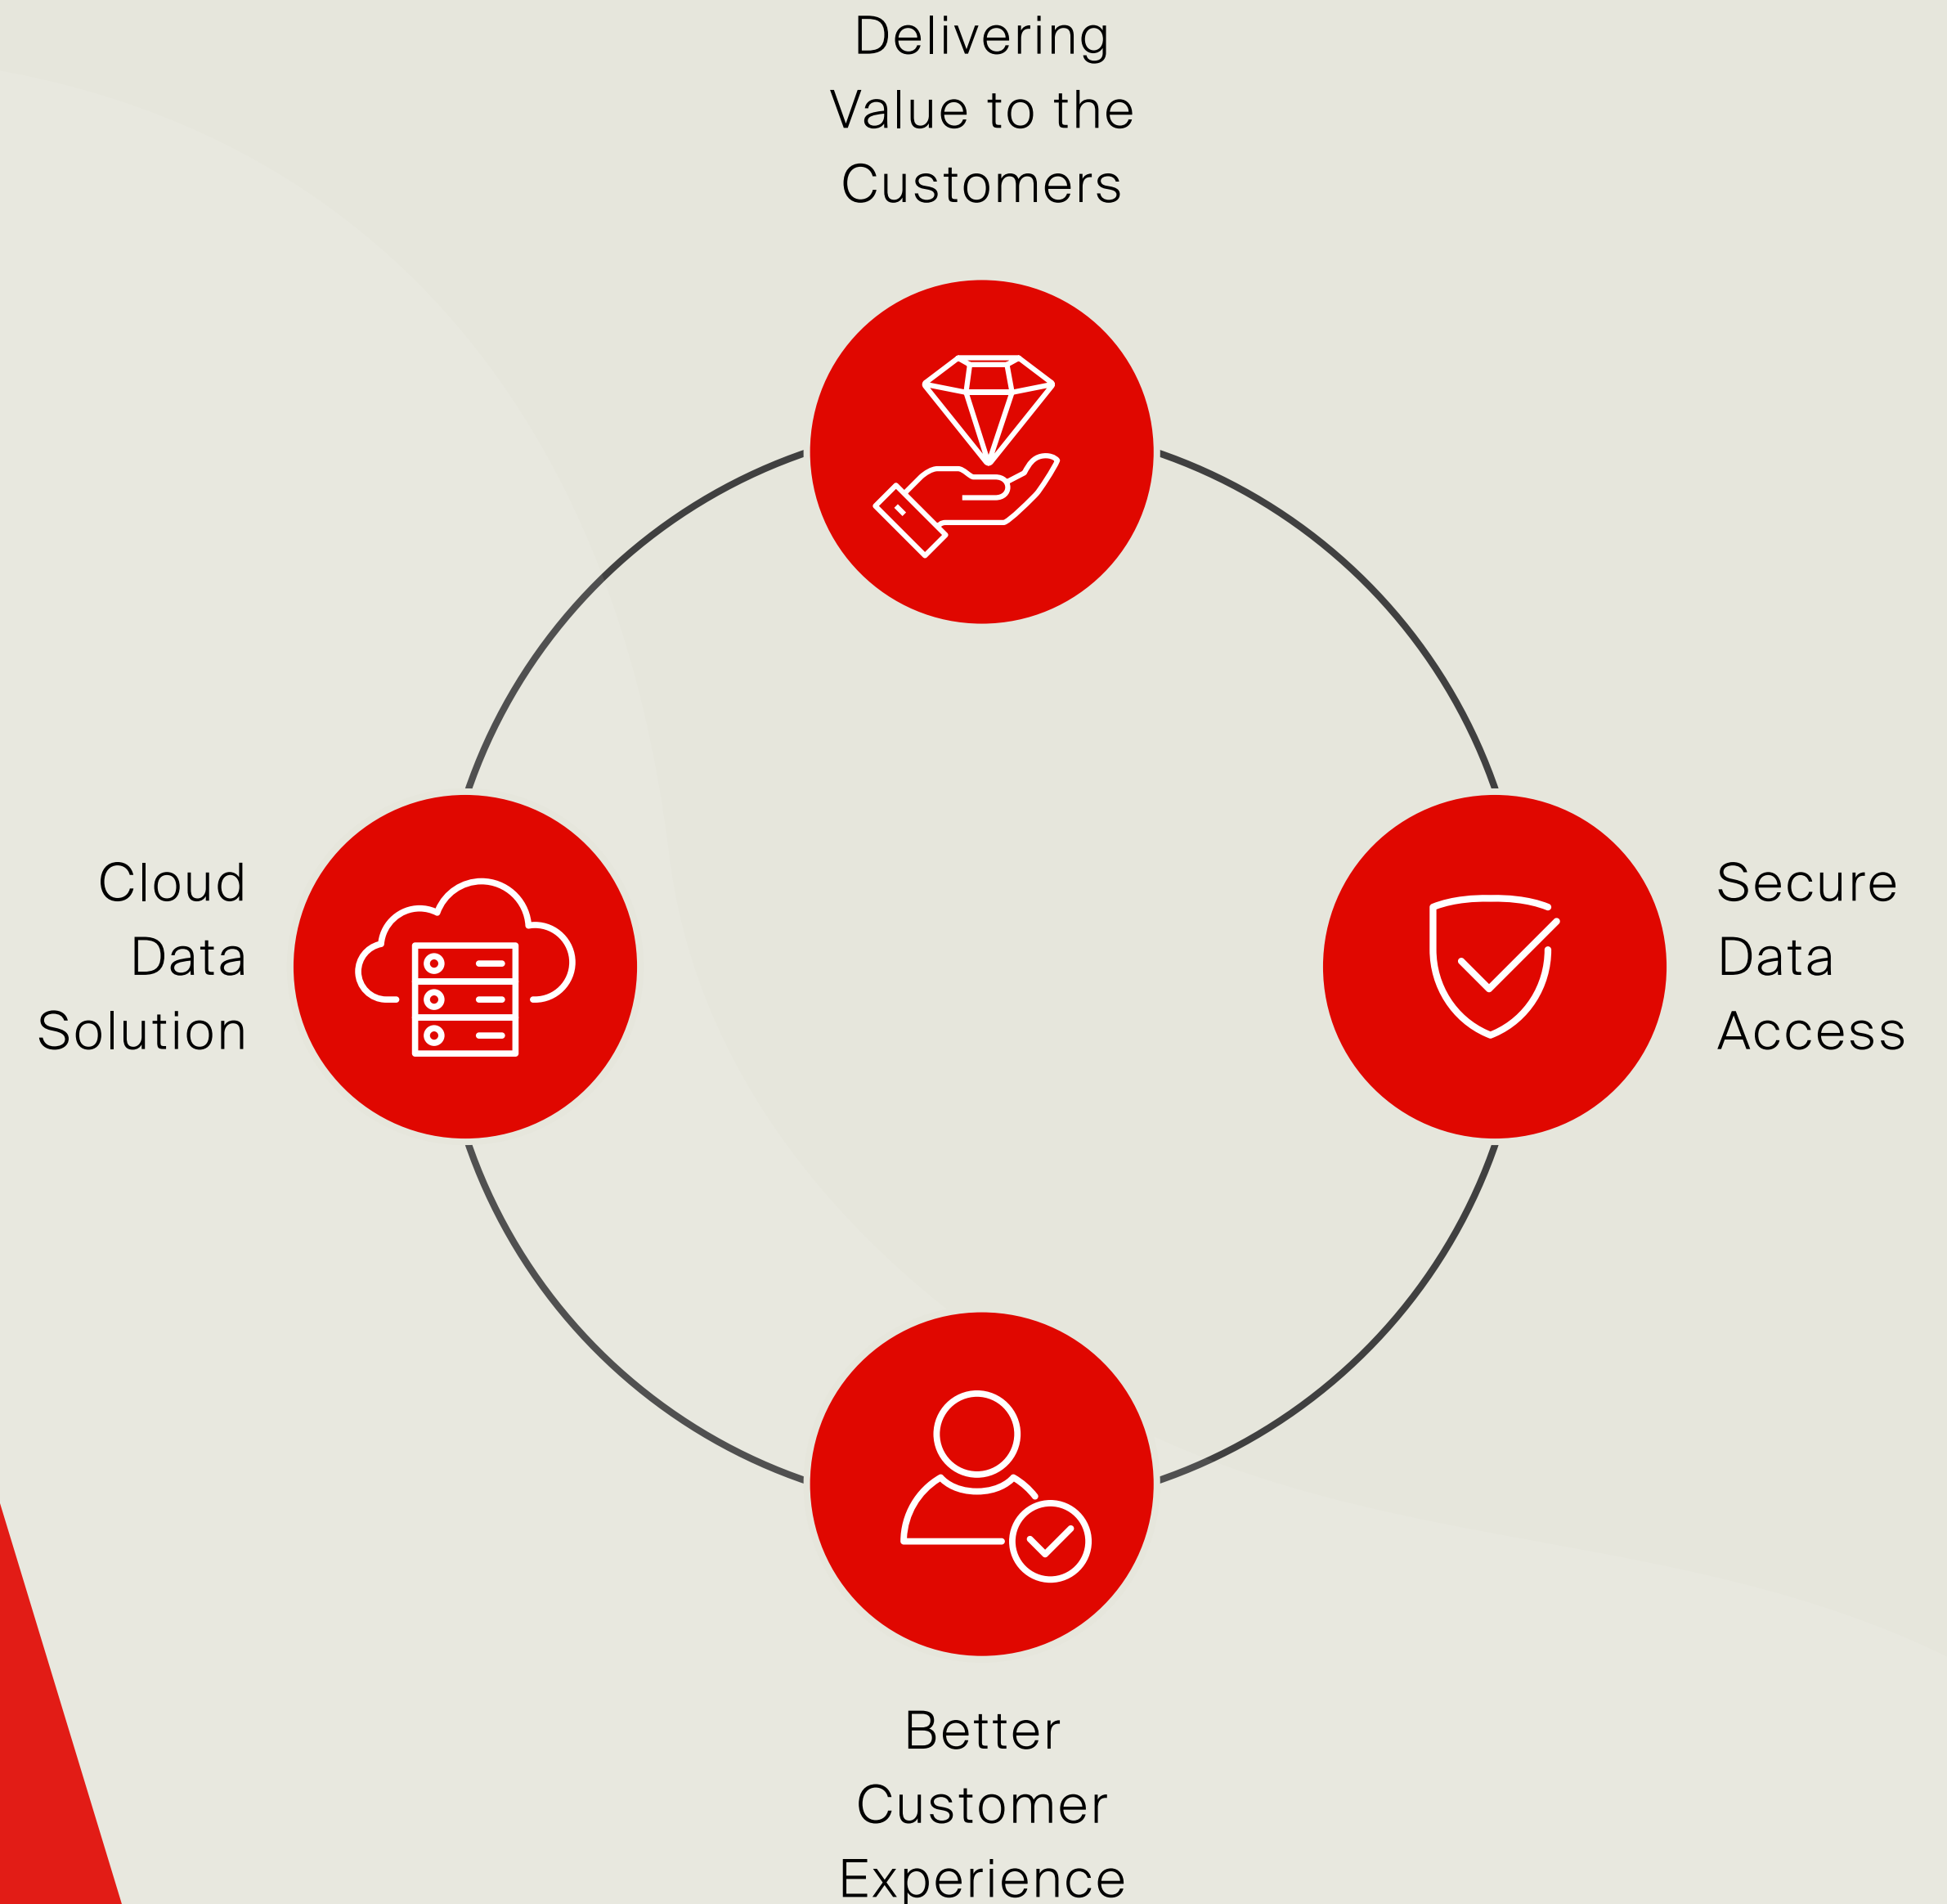 Delivering
Value to the
Customers
Cloud
Data
Solution
Secure
Data
Access
Better
Customer
Experience